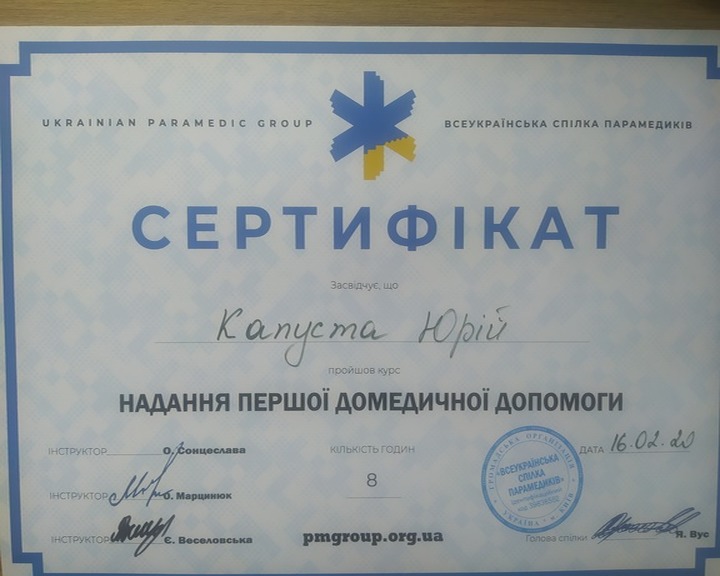 UKRAINIAN PARAMEDIC GROUP
ВСЕУКРАЇНСЬКА СПІЛКА ПАРАМЕДИКІВ
СЕРТИФІКАТ
Засвідчує, що
Капуста Юрій
пройшов курс
НАДАННЯ ПЕРШОЇ ДОМЕДИЧНОЇ ДОПОМОГИ
ІНСТРУКТОР О. Сонцеслава
КІЛЬКІСТЬ ГОДИН
8
ДАТА 16.02.20
ІНСТРУКТОР О. Марцинюк
ІНСТРУКТОР Є. Веселовська
pmgroup.org.ua
ГРОМАДСЬКА ОРГАНІЗАЦІЯ
«ВСЕУКРАЇНСЬКА
СПІЛКА
ПАРАМЕДИКІВ»
УКРАЇНА м. КИЇВ
Голова спілки Я. Вус